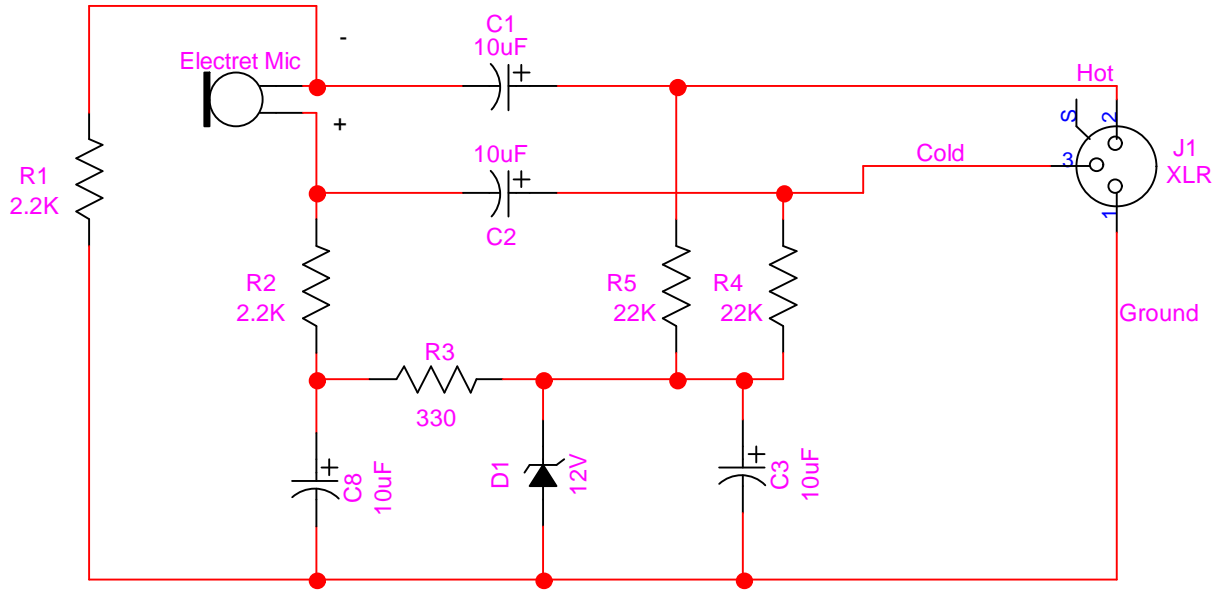 C1
10uF
-
Electret Mic
+
Hot
S
2
J1
XLR
3
Cold
1
10uF
C2
R1
2.2K
R2
2.2K
R5
22K
R4
22K
Ground
R3
330
C8
10uF
D1
12V
C3
10uF